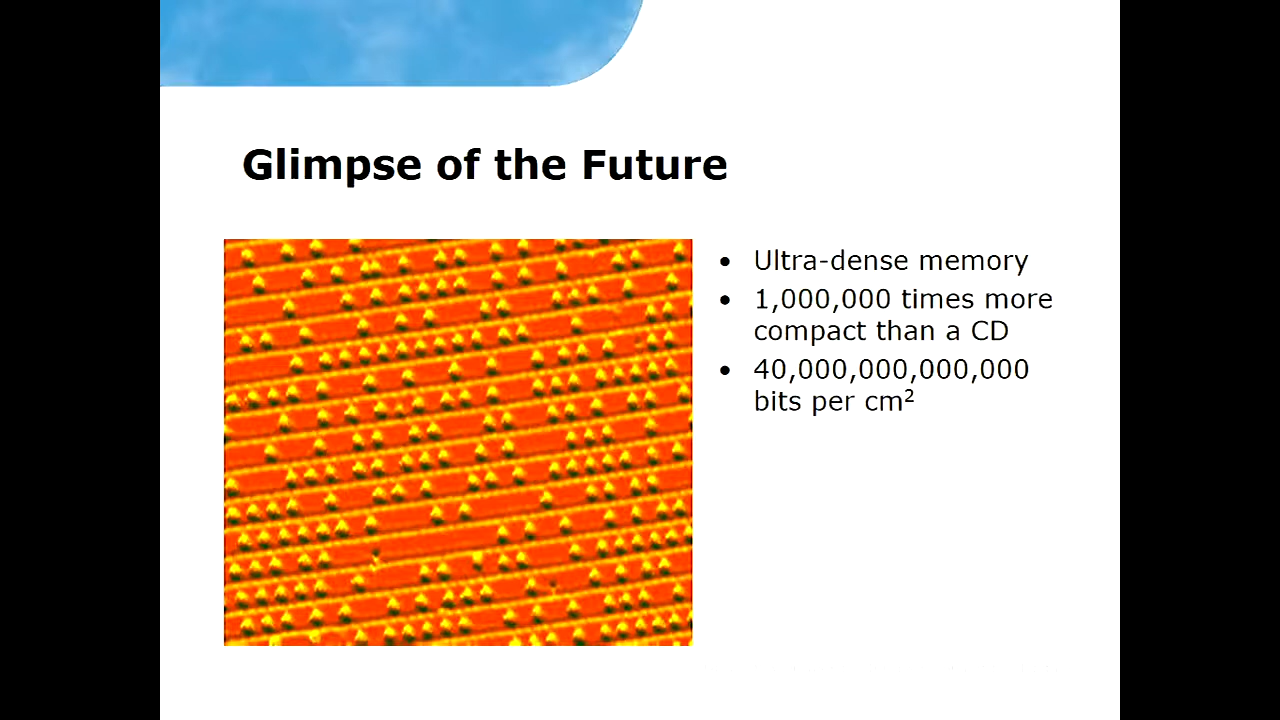 Glimpse of the Future
• Ultra-dense memory
• 1,000,000 times more
compact than a CD
• 40,000,000,000,000
bits per cm²